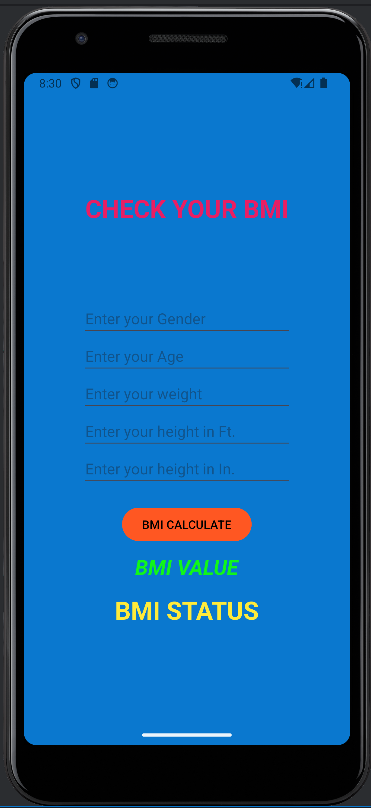 8:30
CHECK YOUR BMI
Enter your Gender
Enter your Age
Enter your weight
Enter your height in Ft.
Enter your height in In.
BMI CALCULATE
BMI VALUE
BMI STATUS